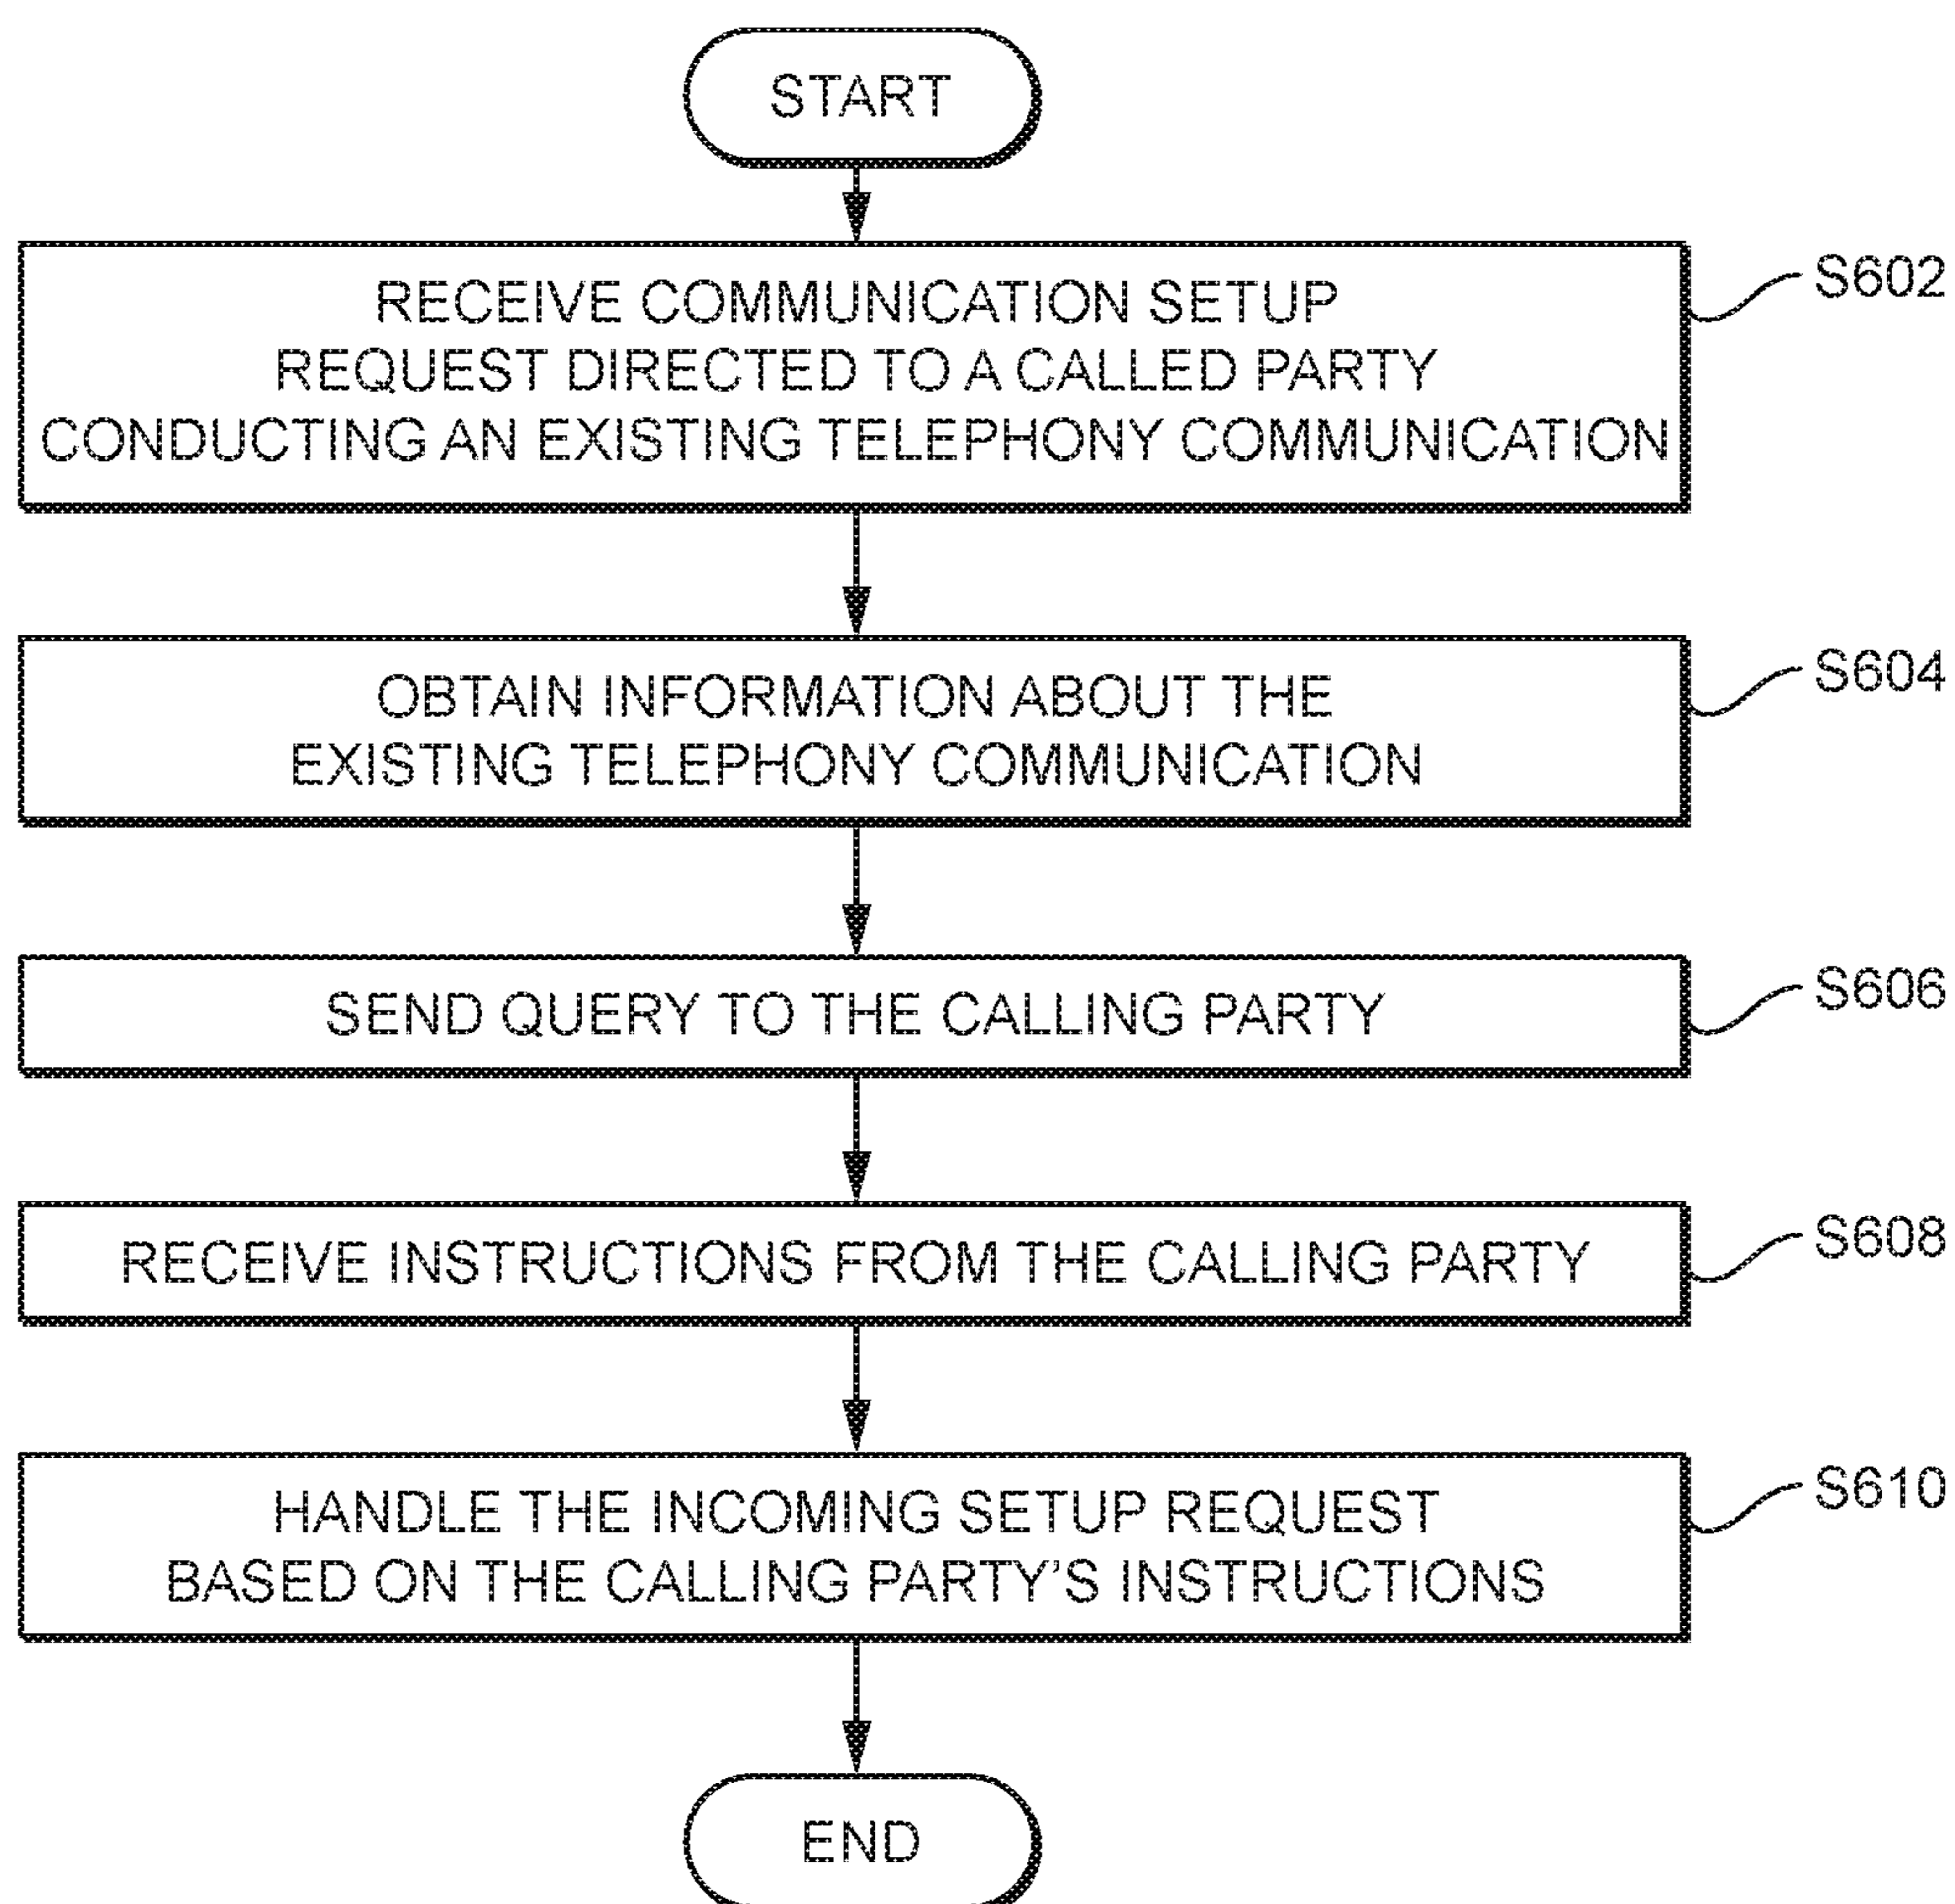 START
RECEIVE COMMUNICATION SETUP
REQUEST DIRECTED TO A CALLED PARTY
CONDUCTING AN EXISTING TELEPHONY COMMUNICATION
S602
OBTAIN INFORMATION ABOUT THE
EXISTING TELEPHONY COMMUNICATION
S604
SEND QUERY TO THE CALLING PARTY
S606
RECEIVE INSTRUCTIONS FROM THE CALLING PARTY
S608
HANDLE THE INCOMING SETUP REQUEST
BASED ON THE CALLING PARTY'S INSTRUCTIONS
S610
END